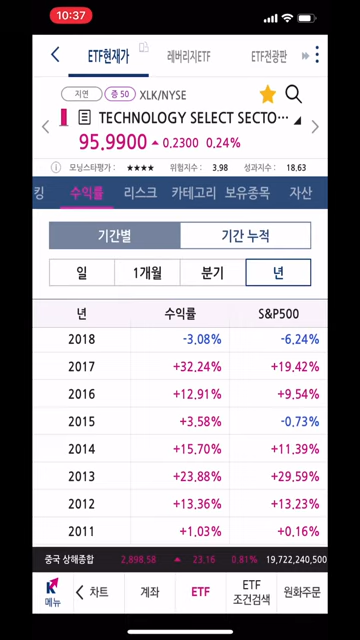 10:37
ETF현재가
레버리지ETF
ETF전광판
지연
증 50
XLK/NYSE
TECHNOLOGY SELECT SECTO···
95.9900 ▲ 0.2300 0.24%
모닝스타평가 : ★★★★ 위험지수 : 3.98 성과지수 : 18.63
킹 수익률 리스크 카테고리 보유종목 자산
기간별 기간 누적
일 1개월 분기 년
년 수익률 S&P500
2018 -3.08% -6.24%
2017 +32.24% +19.42%
2016 +12.91% +9.54%
2015 +3.58% -0.73%
2014 +15.70% +11.39%
2013 +23.88% +29.59%
2012 +13.36% +13.23%
2011 +1.03% +0.16%
중국 상해종합 2,898.58 ▲ 23.16 0.81% 19,722,240,500
메뉴 차트 계좌 ETF ETF 조건검색 원화주문